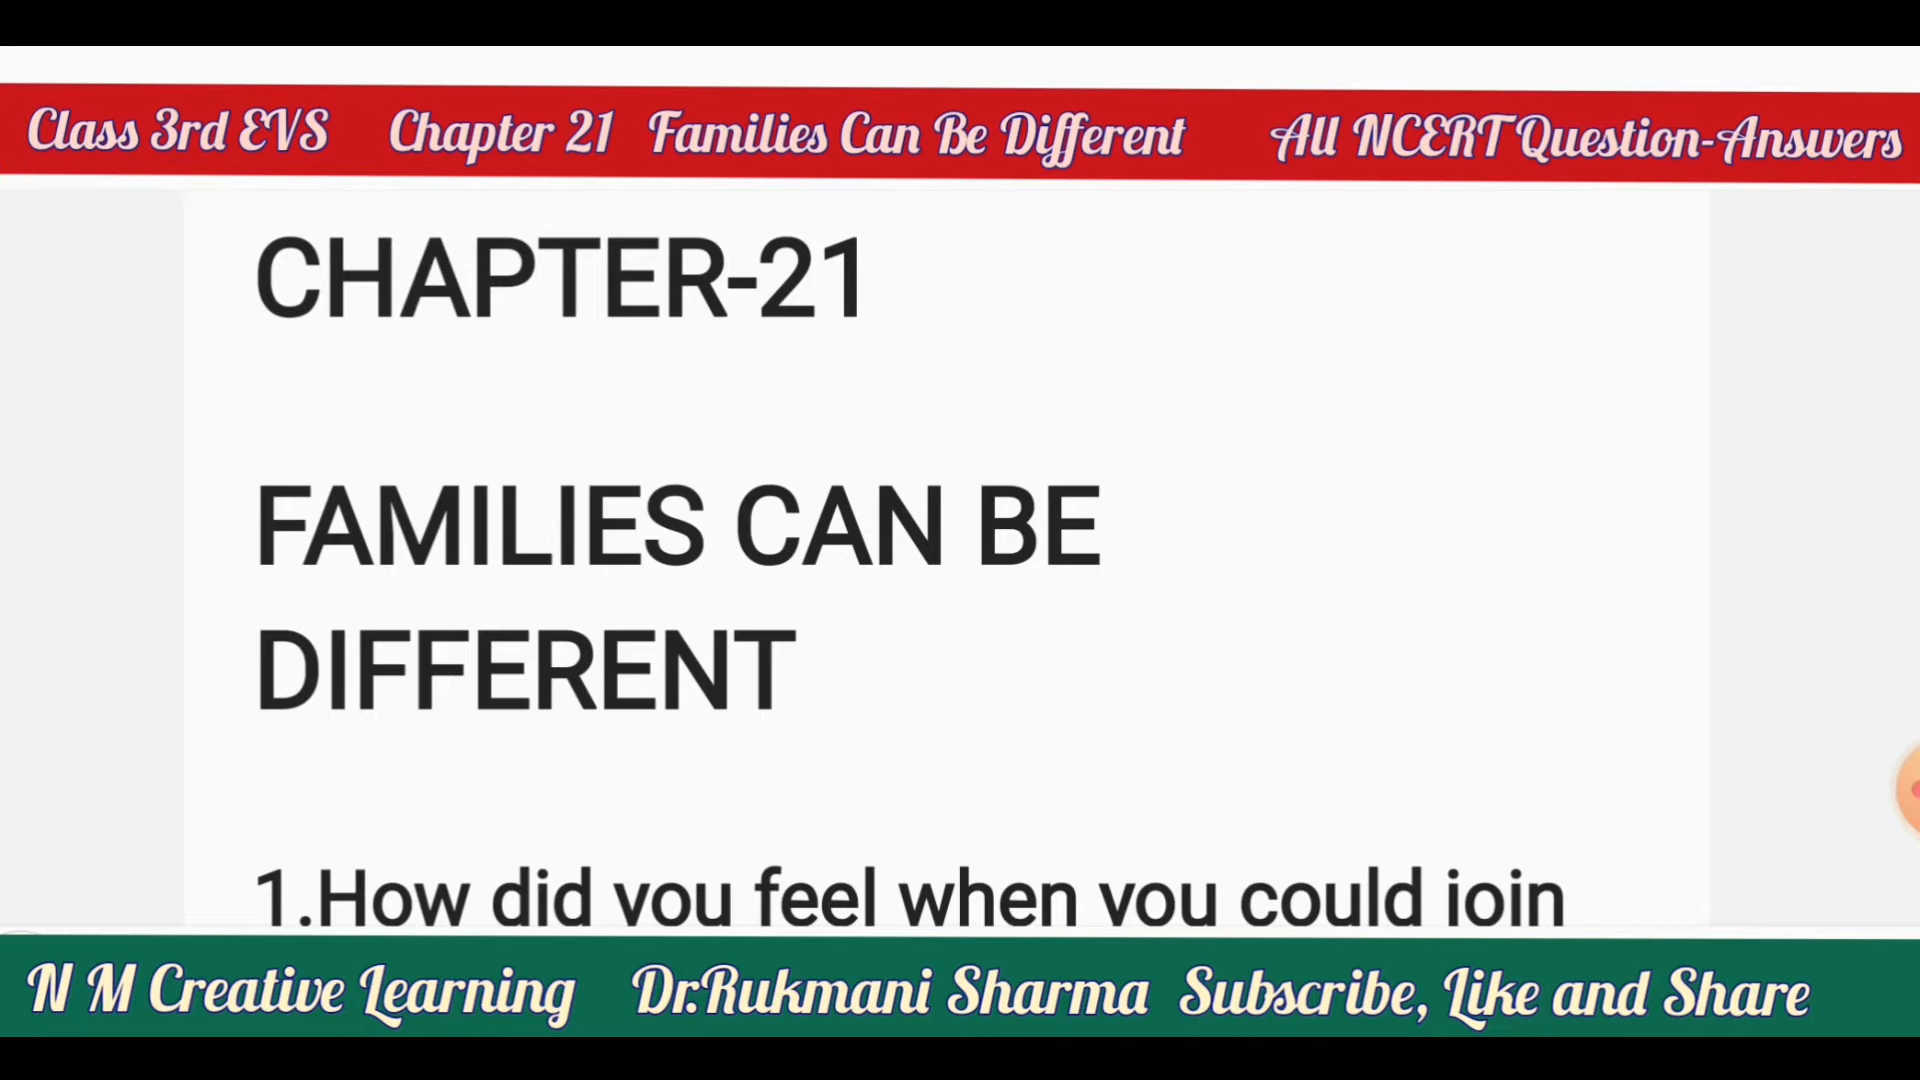 Class 3rd EVS Chapter 21 Families Can Be Different All NCERT Question-Answers
CHAPTER-21
FAMILIES CAN BE
DIFFERENT
1.How did you feel when you could join
N M Creative Learning Dr.Rukmani Sharma Subscribe, Like and Share